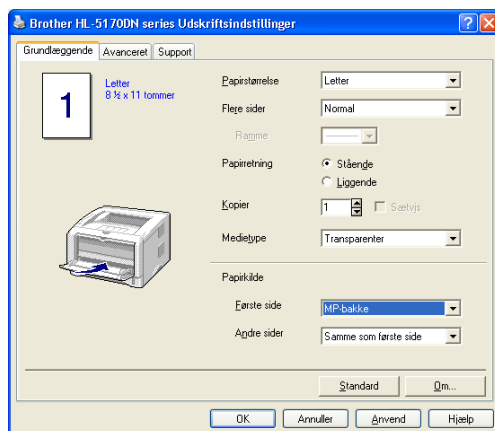 Brother HL-5170DN series Udskriftsindstillinger
Grundlæggende Avanceret Support
1
Letter
8 ½ x 11 tommer
Papirstørrelse Letter
Flere sider Normal
Ramme
Papirretning Stående
Liggende
Kopier 1 Sætvis
Medietype Transparenter
Papirkilde
Første side MP-bakke
Andre sider Samme som første side
Standard Om...
OK Annuller Anvend Hjælp